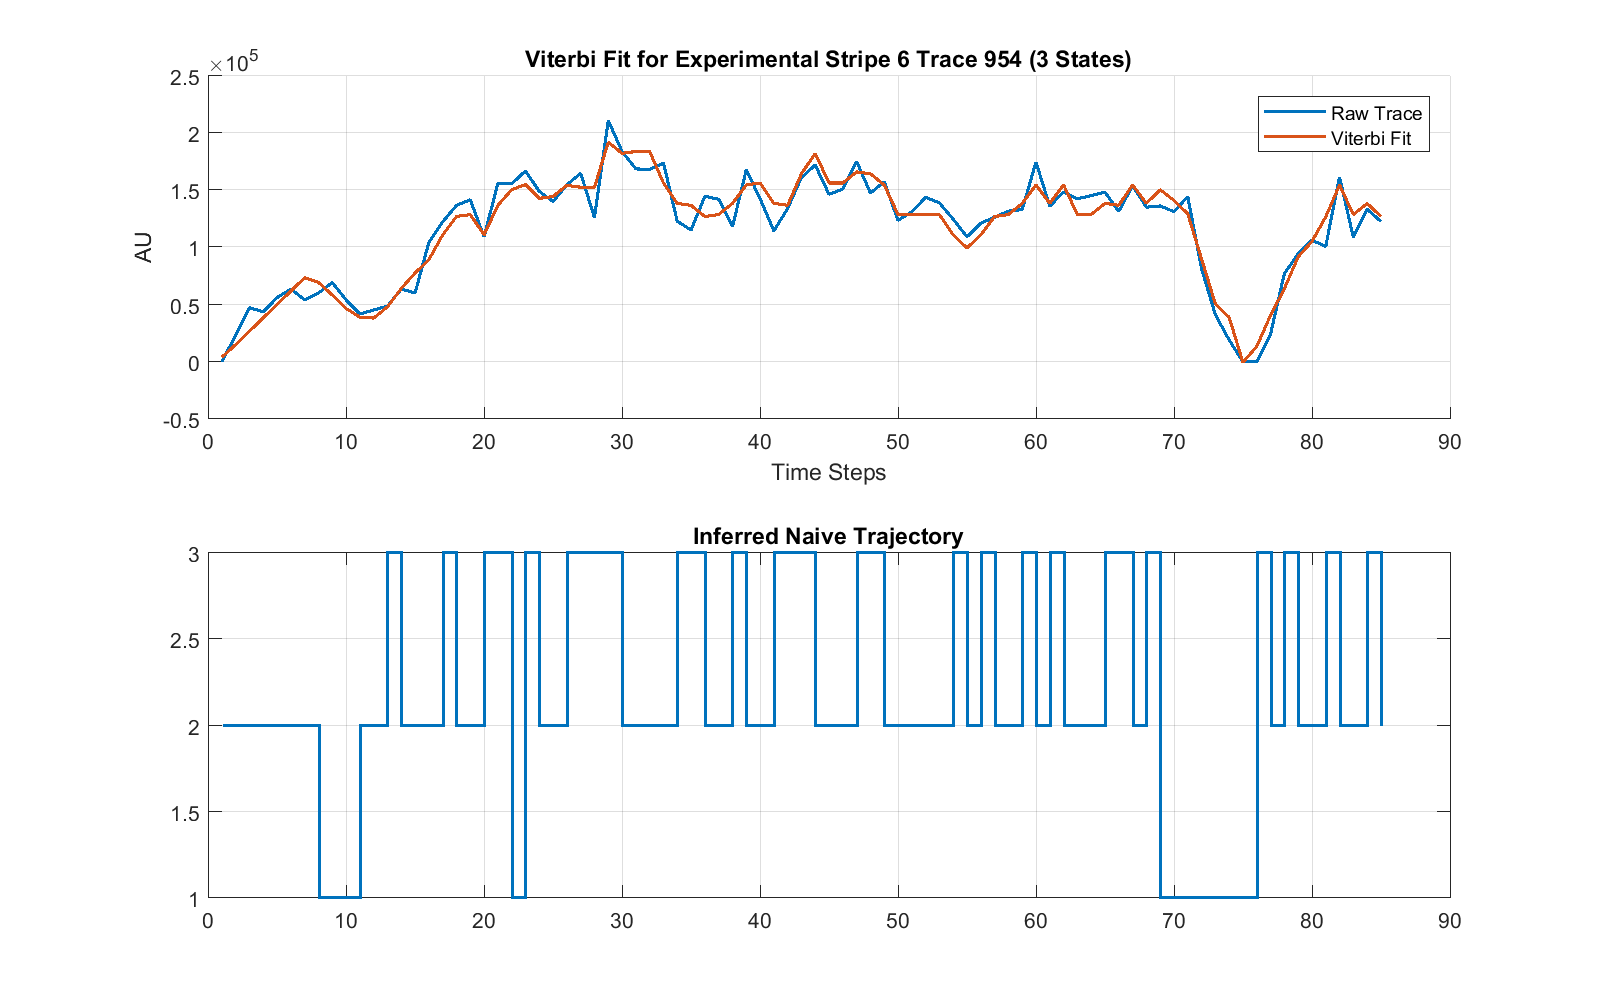 ×10^5
Viterbi Fit for Experimental Stripe 6 Trace 954 (3 States)
2.5
2
1.5
1
0.5
0
-0.5
AU
Raw Trace
Viterbi Fit
0 10 20 30 40 50 60 70 80 90
Time Steps
Inferred Naive Trajectory
3
2.5
2
1.5
1
0 10 20 30 40 50 60 70 80 90